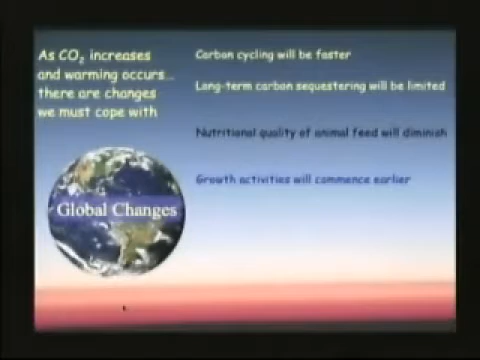 As CO₂ increases
and warming occurs...
there are changes
we must cope with
Carbon cycling will be faster
Long-term carbon sequestering will be limited
Nutritional quality of animal feed will diminish
Growth activities will commence earlier
Global Changes